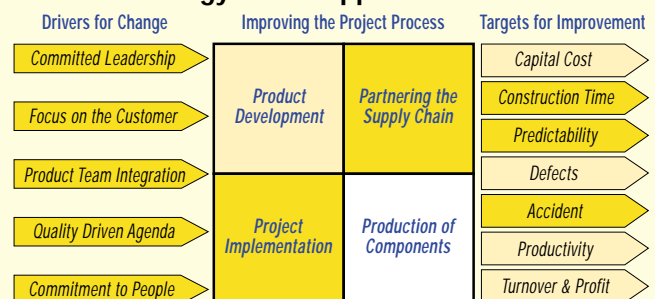 Drivers for Change
Improving the Project Process
Targets for Improvement
Committed Leadership
Focus on the Customer
Product Team Integration
Quality Driven Agenda
Commitment to People
Product
Development
Partnering the
Supply Chain
Project
Implementation
Production of
Components
Capital Cost
Construction Time
Predictability
Defects
Accident
Productivity
Turnover & Profit